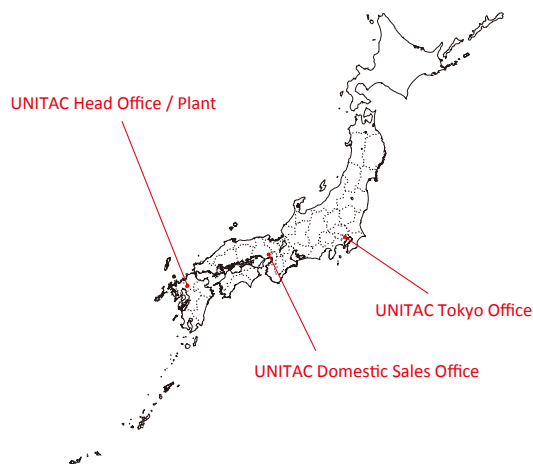 UNITAC Head Office / Plant
UNITAC Tokyo Office
UNITAC Domestic Sales Office